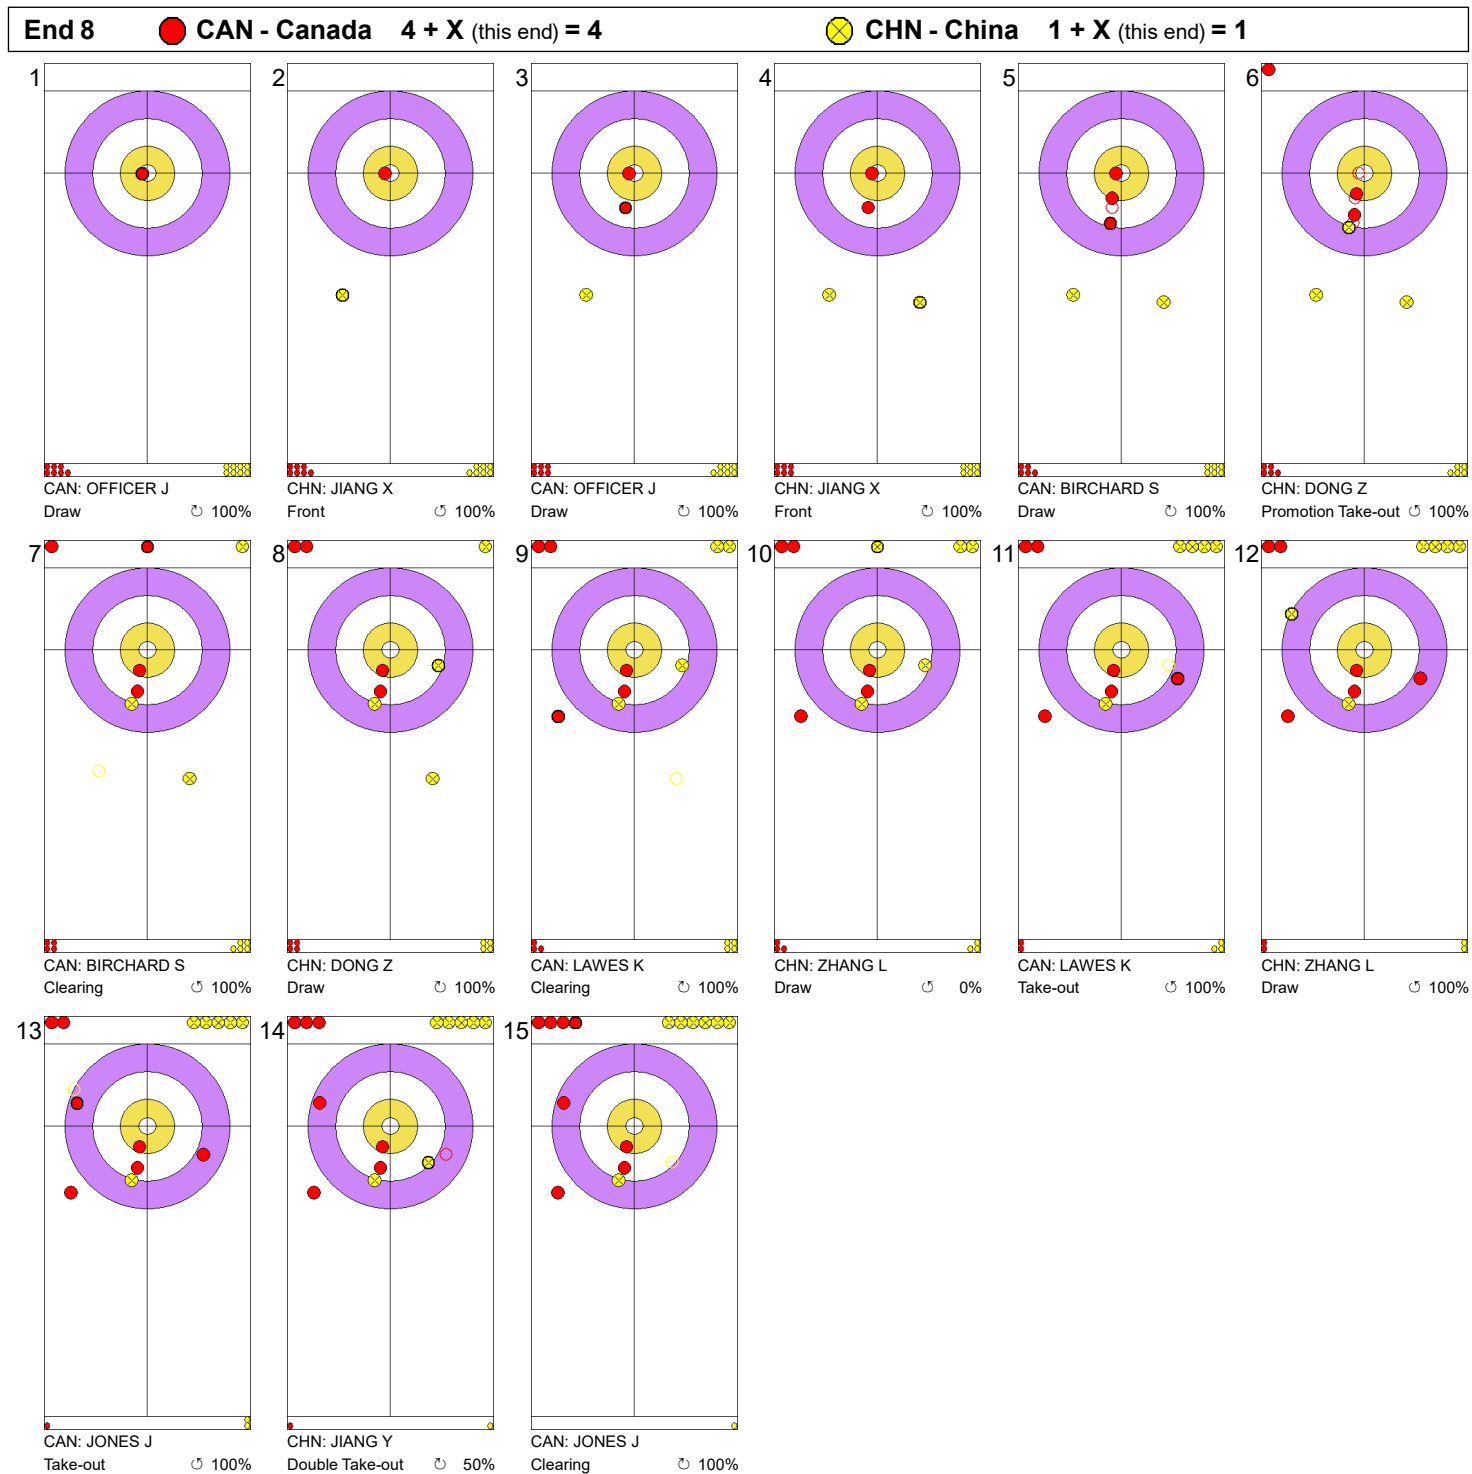 End 8 CAN - Canada 4 + X (this end) = 4 CHN - China 1 + X (this end) = 1
1 2 3 4 5 6
CAN: OFFICER J CHN: JIANG X CAN: OFFICER J CHN: JIANG X CAN: BIRCHARD S CHN: DONG Z
Draw ↻ 100% Front ↺ 100% Draw ↻ 100% Front ↺ 100% Draw ↻ 100% Promotion Take-out ↺ 100%
7 8 9 10 11 12
CAN: BIRCHARD S CHN: DONG Z CAN: LAWES K CHN: ZHANG L CAN: LAWES K CHN: ZHANG L
Clearing ↻ 100% Draw ↻ 100% Clearing ↻ 100% Draw ↺ 0% Take-out ↻ 100% Draw ↻ 100%
13 14 15
CAN: JONES J CHN: JIANG Y CAN: JONES J
Take-out ↻ 100% Double Take-out ↻ 50% Clearing ↻ 100%